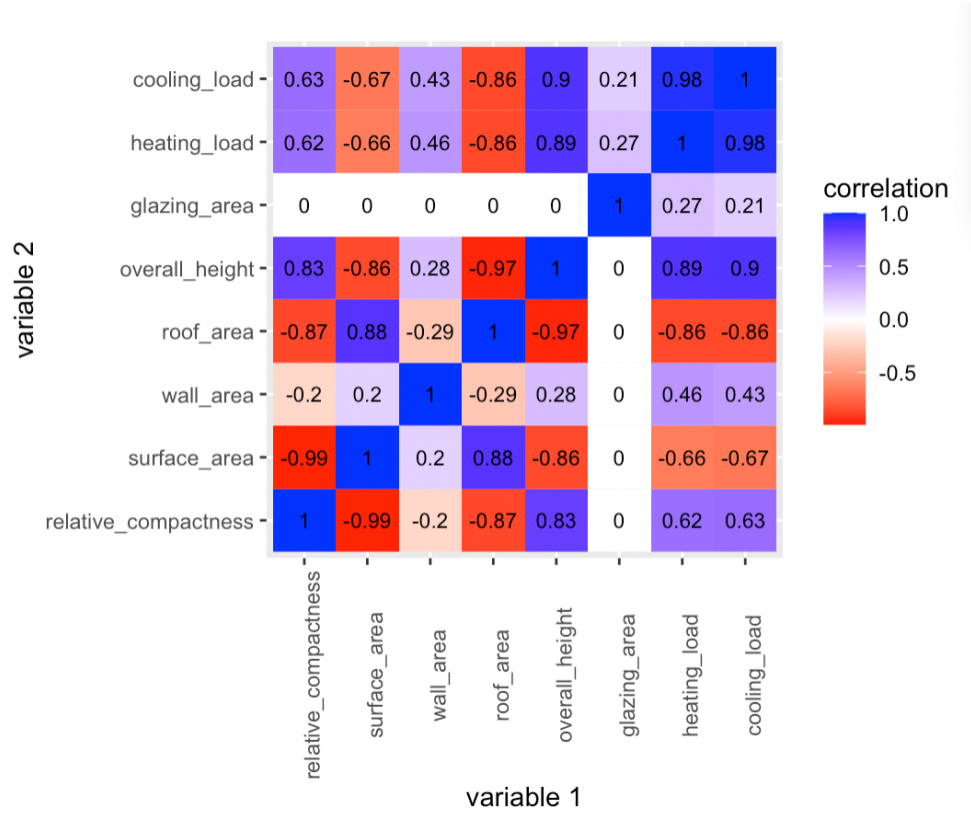 cooling_load 0.63 -0.67 0.43 -0.86 0.9 0.21 0.98 1
heating_load 0.62 -0.66 0.46 -0.86 0.89 0.27 1 0.98
glazing_area 0 0 0 0 0 1 0.27 0.21
overall_height 0.83 -0.86 0.28 -0.97 1 0 0.89 0.9
roof_area -0.87 0.88 -0.29 1 -0.97 0 -0.86 -0.86
wall_area -0.2 0.2 1 -0.29 0.28 0 0.46 0.43
surface_area -0.99 1 0.2 0.88 -0.86 0 -0.66 -0.67
relative_compactness 1 -0.99 -0.2 -0.87 0.83 0 0.62 0.63
variable 2
relative_compactness
surface_area
wall_area
roof_area
overall_height
glazing_area
heating_load
cooling_load
variable 1
correlation
1.0
0.5
0.0
-0.5